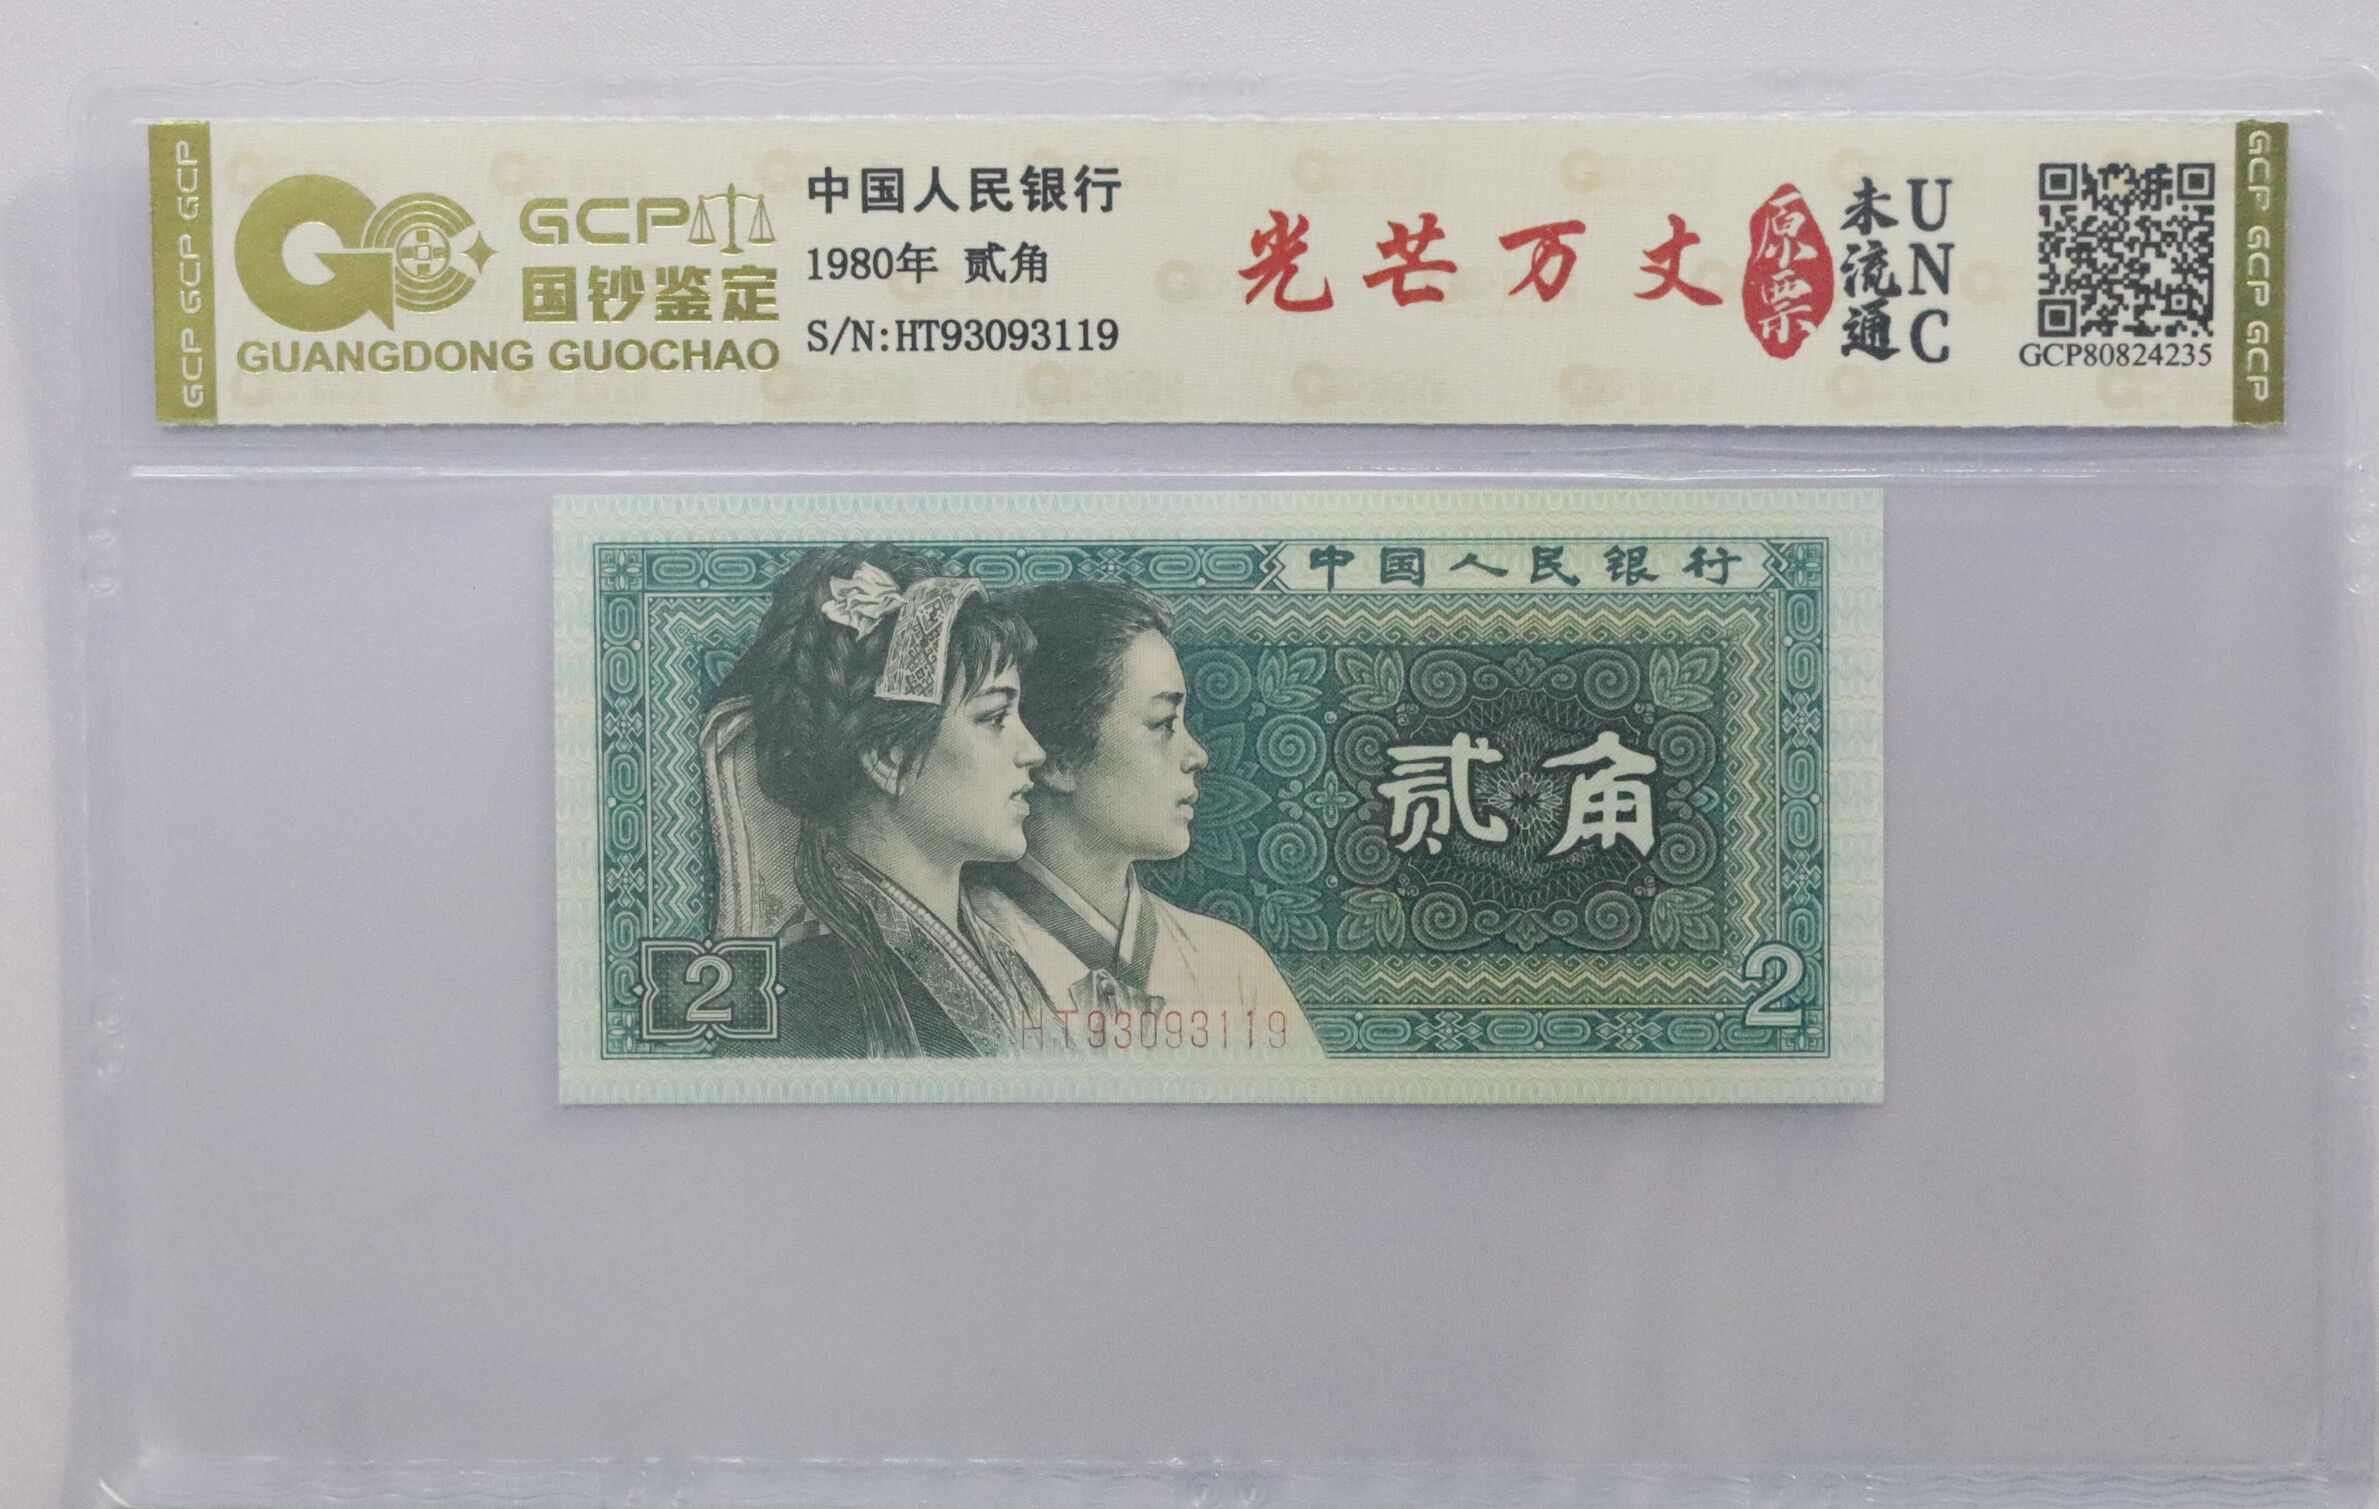 GCP GCP GCP
GCP
国钞鉴定
GUANGDONG GUOCHAO
中国人民银行
1980年 贰角
S/N:HT93093119
光芒万丈
原票
未流通
UNC
GCP80824235
GCP GCP GCP
中国人民银行
贰角
2
2
HT93093119